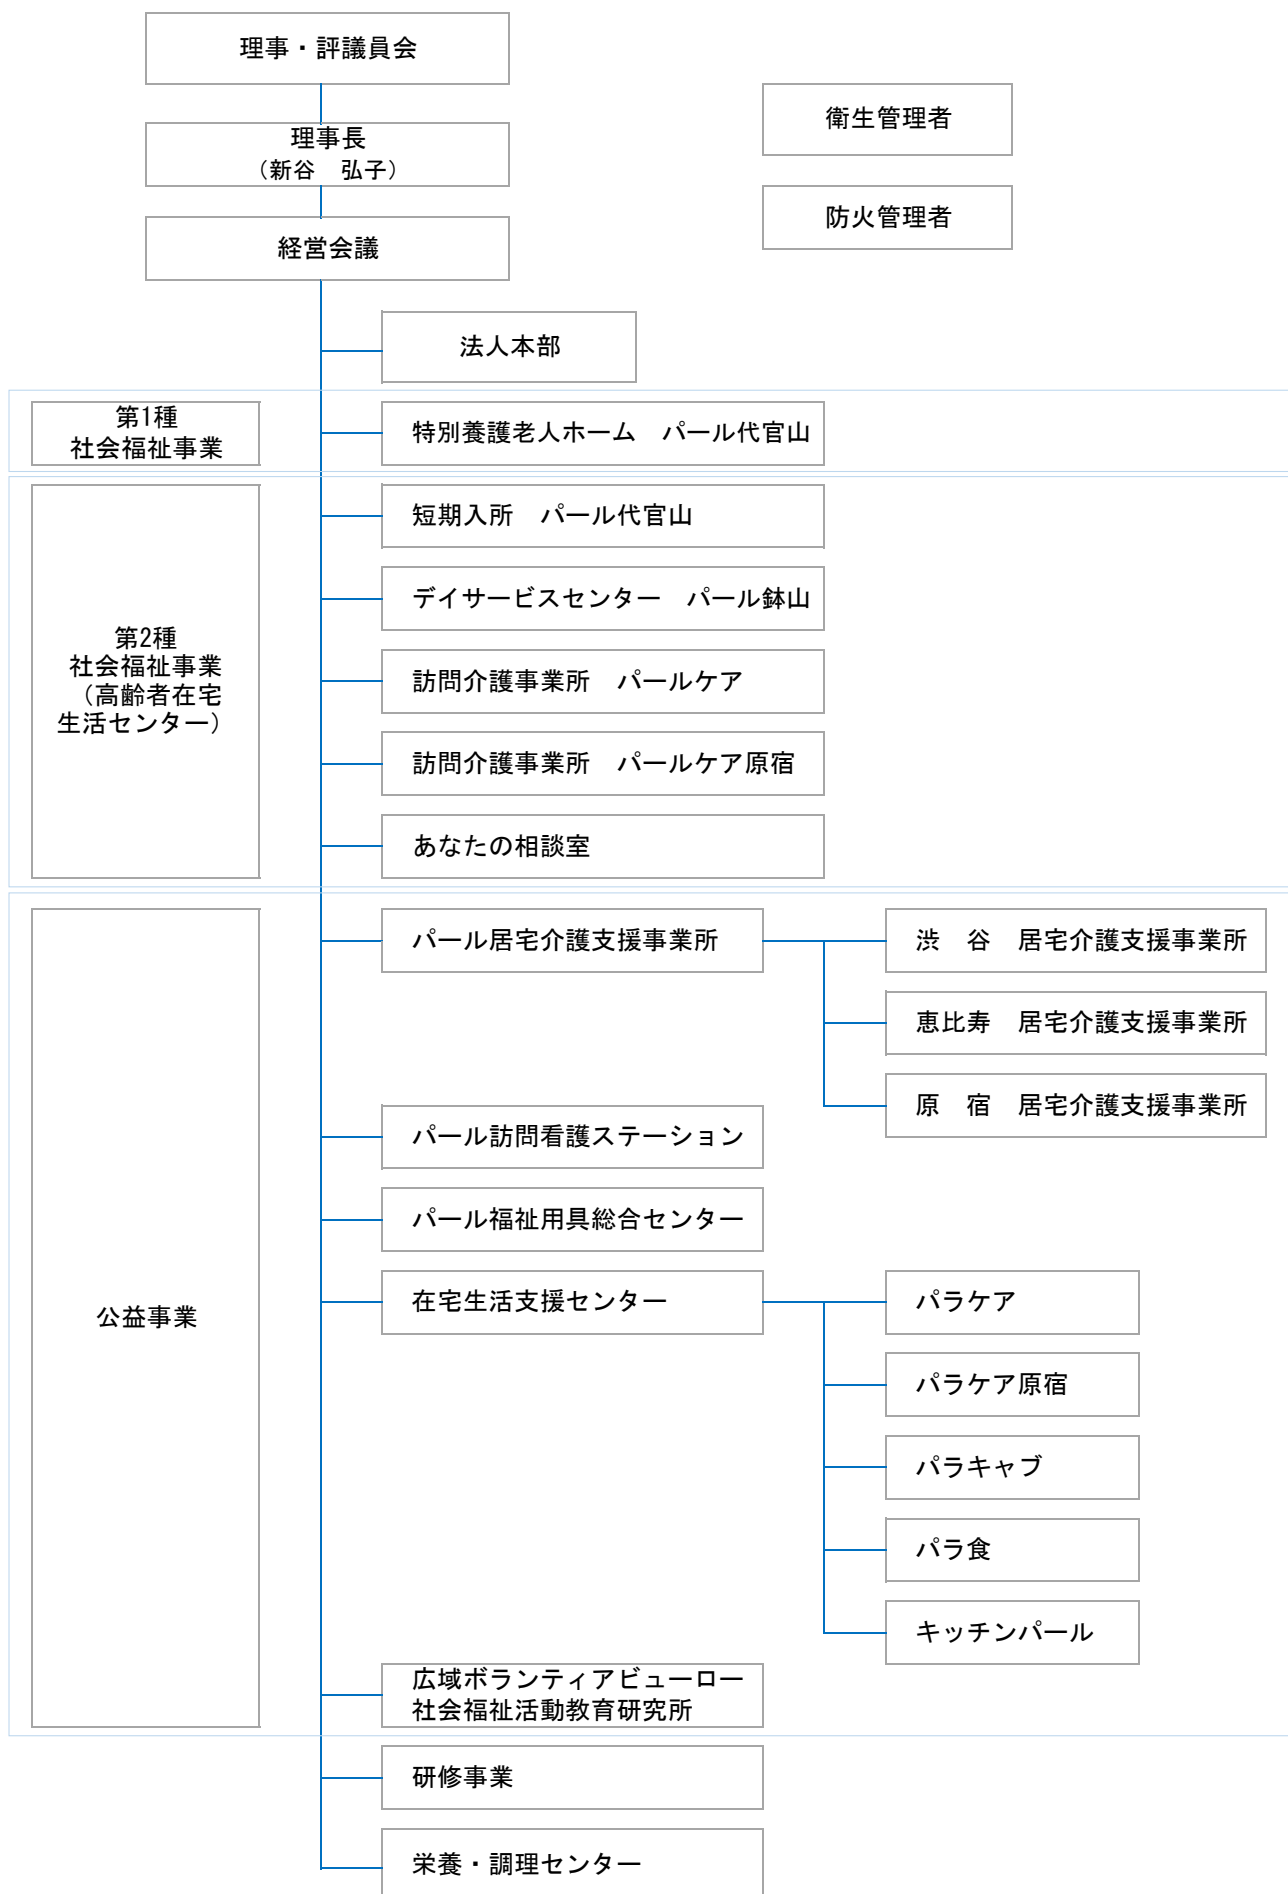 理事・評議員会
衛生管理者
理事長
（新谷　弘子）
防火管理者
経営会議
法人本部
第1種
社会福祉事業
特別養護老人ホーム　パール代官山
第2種
社会福祉事業
（高齢者在宅
生活センター）
短期入所　パール代官山
デイサービスセンター　パール鉢山
訪問介護事業所　パールケア
訪問介護事業所　パールケア原宿
あなたの相談室
公益事業
パール居宅介護支援事業所
渋　谷　居宅介護支援事業所
恵比寿　居宅介護支援事業所
原　宿　居宅介護支援事業所
パール訪問看護ステーション
パール福祉用具総合センター
在宅生活支援センター
パラケア
パラケア原宿
パラキャブ
パラ食
キッチンパール
広域ボランティアビューロー
社会福祉活動教育研究所
研修事業
栄養・調理センター